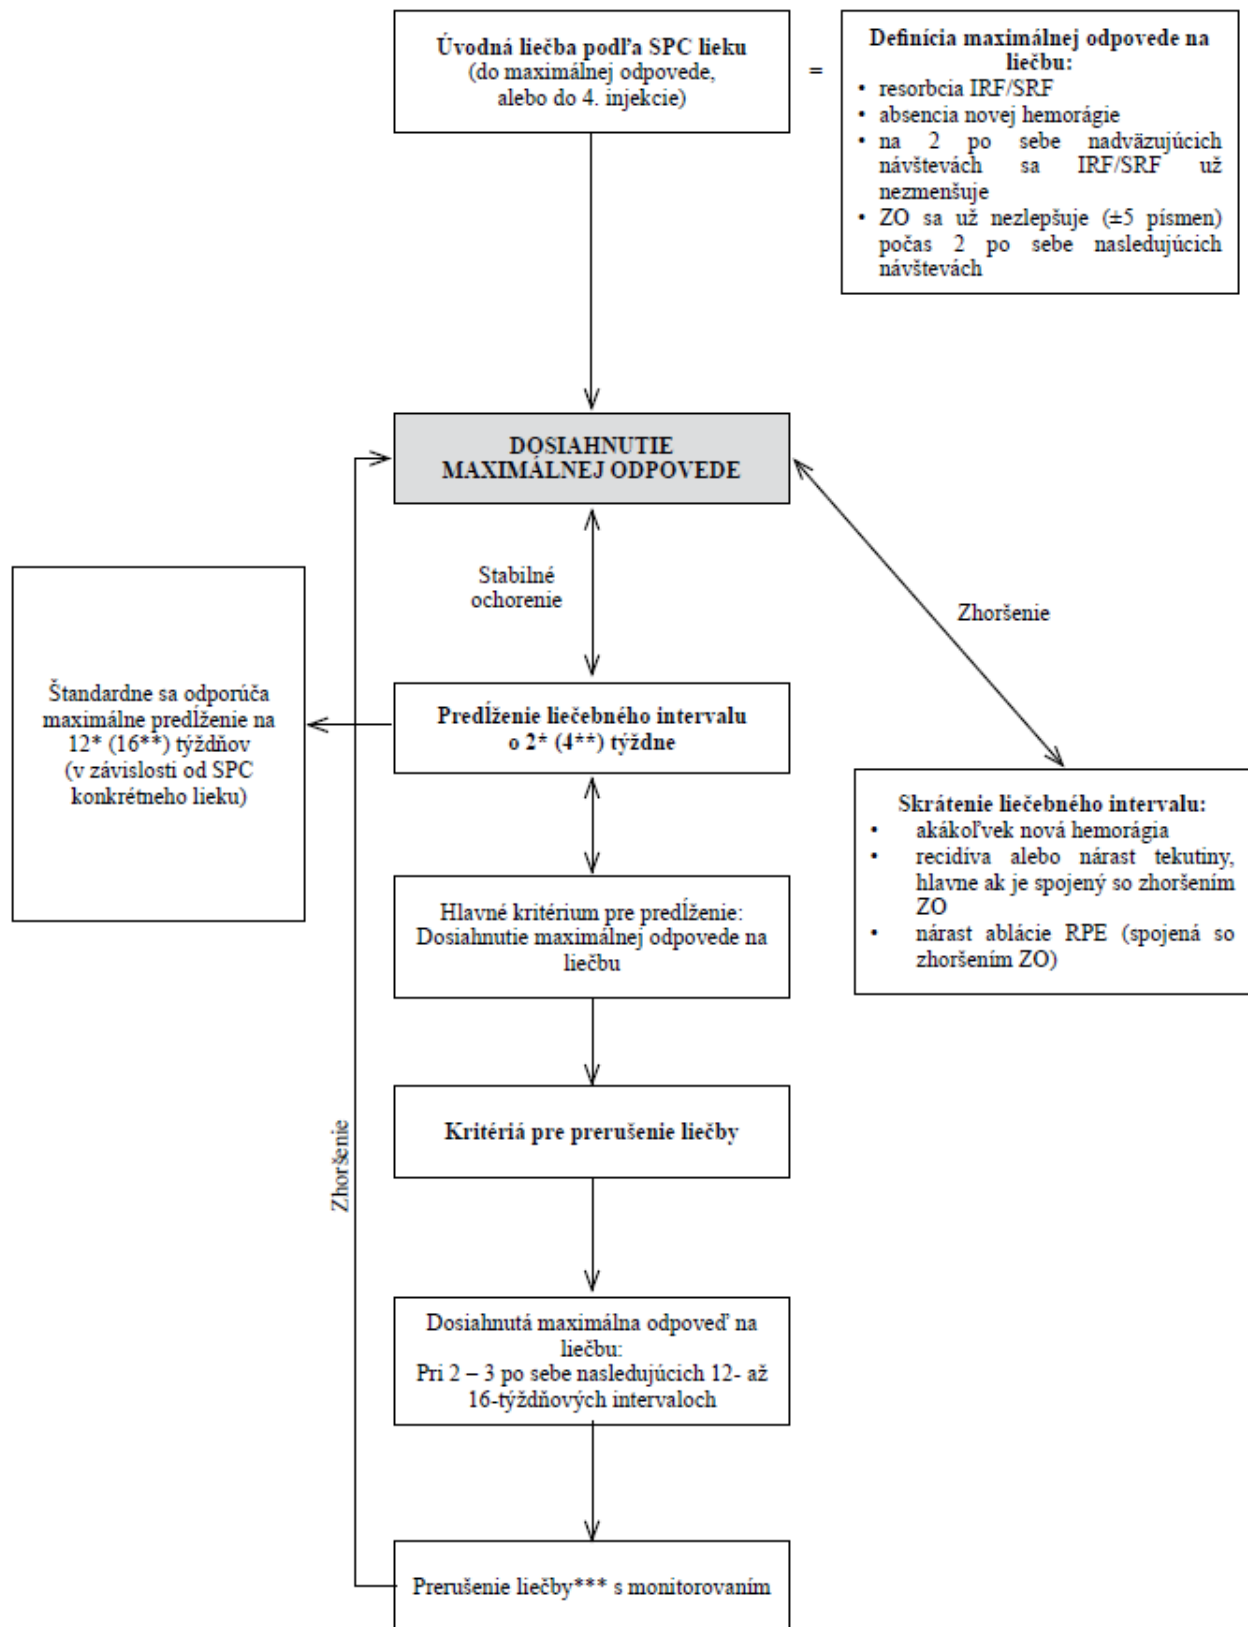 Úvodná liečba podľa SPC lieku
(do maximálnej odpovede,
alebo do 4. injekcie)
=
Definícia maximálnej odpovede na
liečbu:
• resorbcia IRF/SRF
• absencia novej hemorágie
• na 2 po sebe nadväzujúcich
návštevách sa IRF/SRF už
nezmenšuje
• ZO sa už nezlepšuje (±5 písmen)
počas 2 po sebe nasledujúcich
návštevách
DOSIAHNUTIE
MAXIMÁLNEJ ODPOVEDE
Stabilné
ochorenie
Zhoršenie
Štandardne sa odporúča
maximálne predĺženie na
12* (16**) týždňov
(v závislosti od SPC
konkrétneho lieku)
Predĺženie liečebného intervalu
o 2* (4**) týždne
Skrátenie liečebného intervalu:
• akákoľvek nová hemorágia
• recidíva alebo nárast tekutiny,
hlavne ak je spojený so zhoršením
ZO
• nárast ablácie RPE (spojená so
zhoršením ZO)
Hlavné kritérium pre predĺženie:
Dosiahnutie maximálnej odpovede na
liečbu
Kritériá pre prerušenie liečby
Zhoršenie
Dosiahnutá maximálna odpoveď na
liečbu:
Pri 2 – 3 po sebe nasledujúcich 12- až
16-týždňových intervaloch
Prerušenie liečby*** s monitorovaním